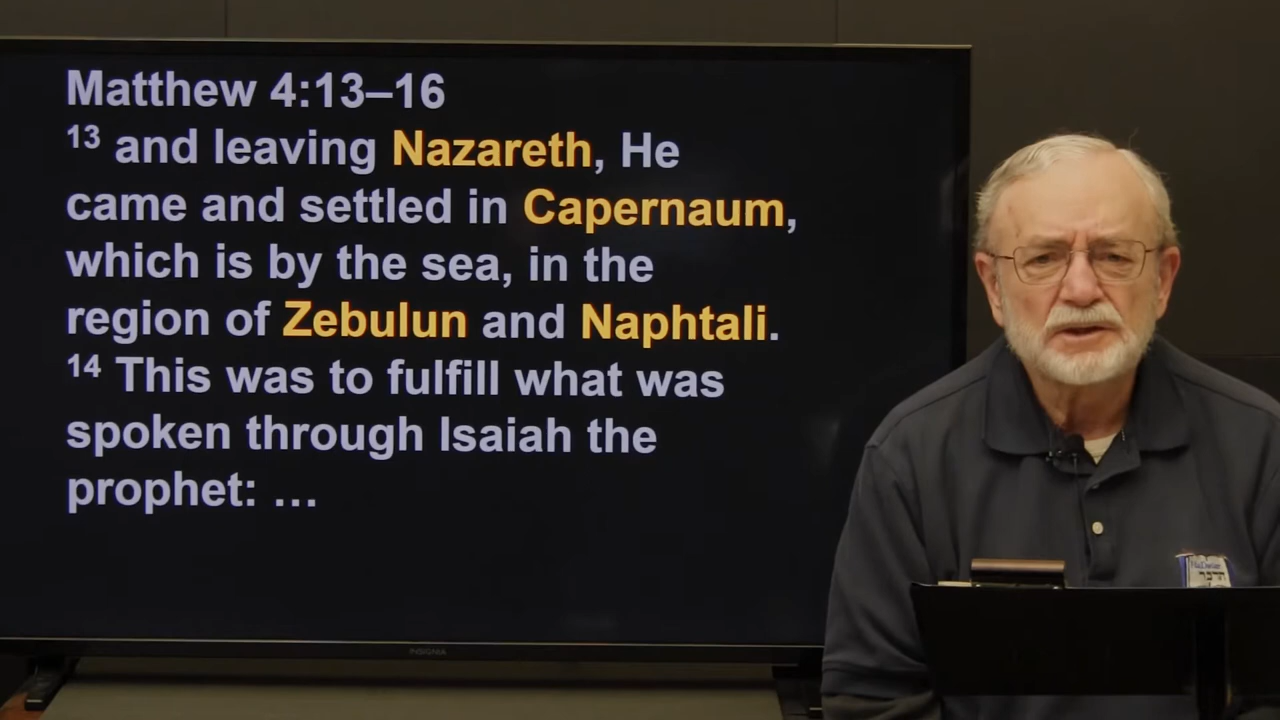 Matthew 4:13–16
13 and leaving Nazareth, He
came and settled in Capernaum,
which is by the sea, in the
region of Zebulun and Naphtali.
14 This was to fulfill what was
spoken through Isaiah the
prophet: …
INSIGNIA
HaDavar
הדבר